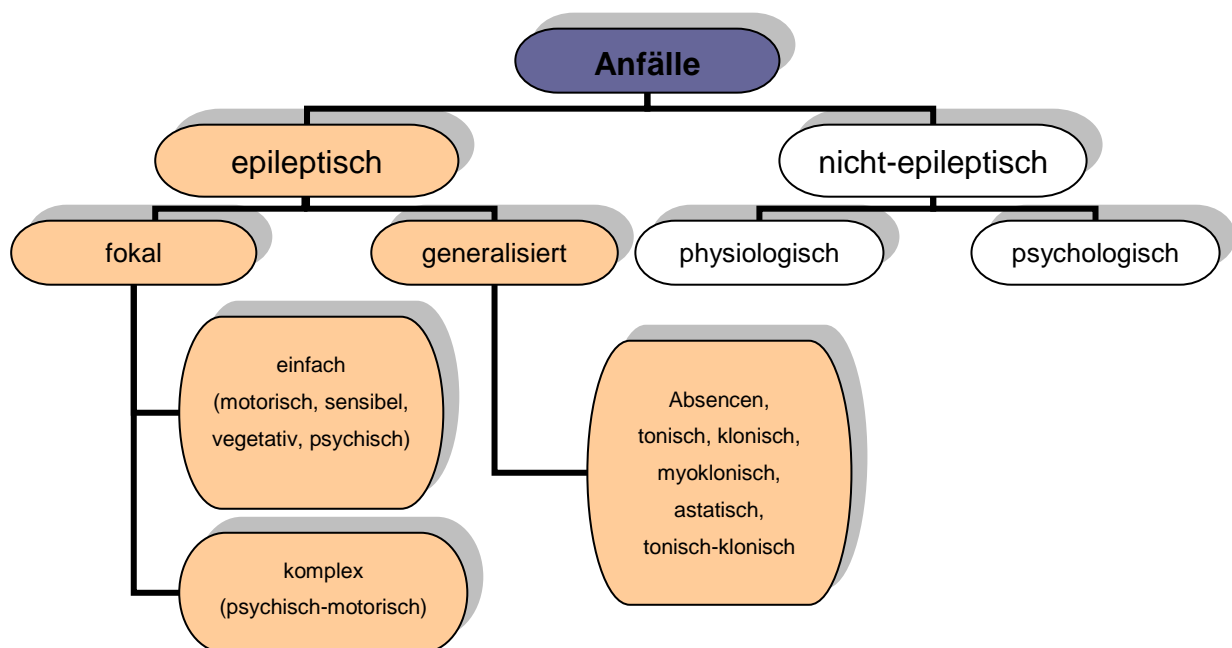 Anfälle
epileptisch
nicht-epileptisch
fokal
generalisiert
physiologisch
psychologisch
einfach
(motorisch, sensibel,
vegetativ, psychisch)
Absencen,
tonisch, klonisch,
myoklonisch,
astatisch,
tonisch-klonisch
komplex
(psychisch-motorisch)